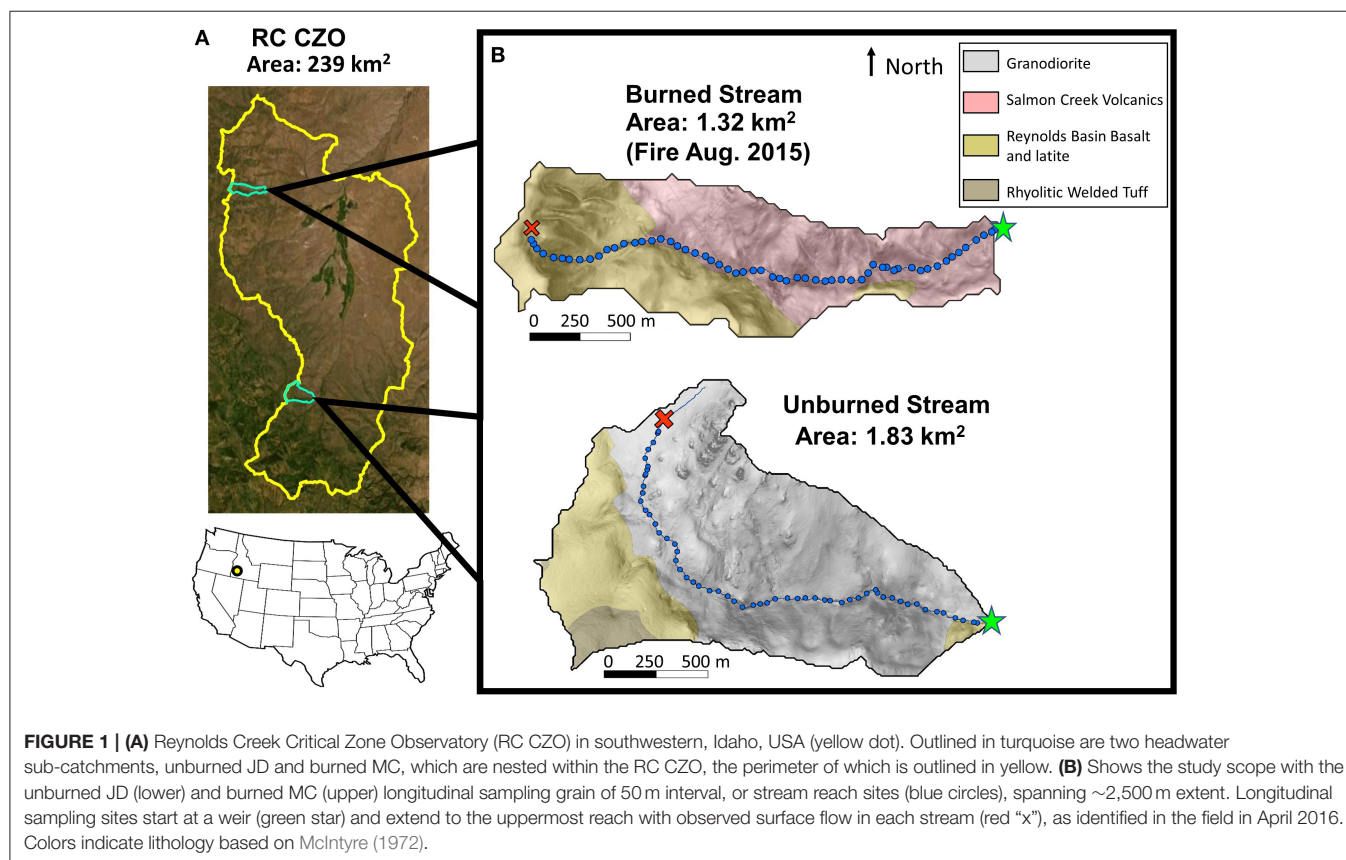 A
RC CZO
Area: 239 km²
B
North
Granodiorite
Salmon Creek Volcanics
Reynolds Basin Basalt
and latite
Rhyolitic Welded Tuff
Burned Stream
Area: 1.32 km²
(Fire Aug. 2015)
0 250 500 m
Unburned Stream
Area: 1.83 km²
0 250 500 m
FIGURE 1 | (A) Reynolds Creek Critical Zone Observatory (RC CZO) in southwestern, Idaho, USA (yellow dot). Outlined in turquoise are two headwater
sub-catchments, unburned JD and burned MC, which are nested within the RC CZO, the perimeter of which is outlined in yellow. (B) Shows the study scope with the
unburned JD (lower) and burned MC (upper) longitudinal sampling grain of 50 m interval, or stream reach sites (blue circles), spanning ~2,500 m extent. Longitudinal
sampling sites start at a weir (green star) and extend to the uppermost reach with observed surface flow in each stream (red “x”), as identified in the field in April 2016.
Colors indicate lithology based on McIntyre (1972).